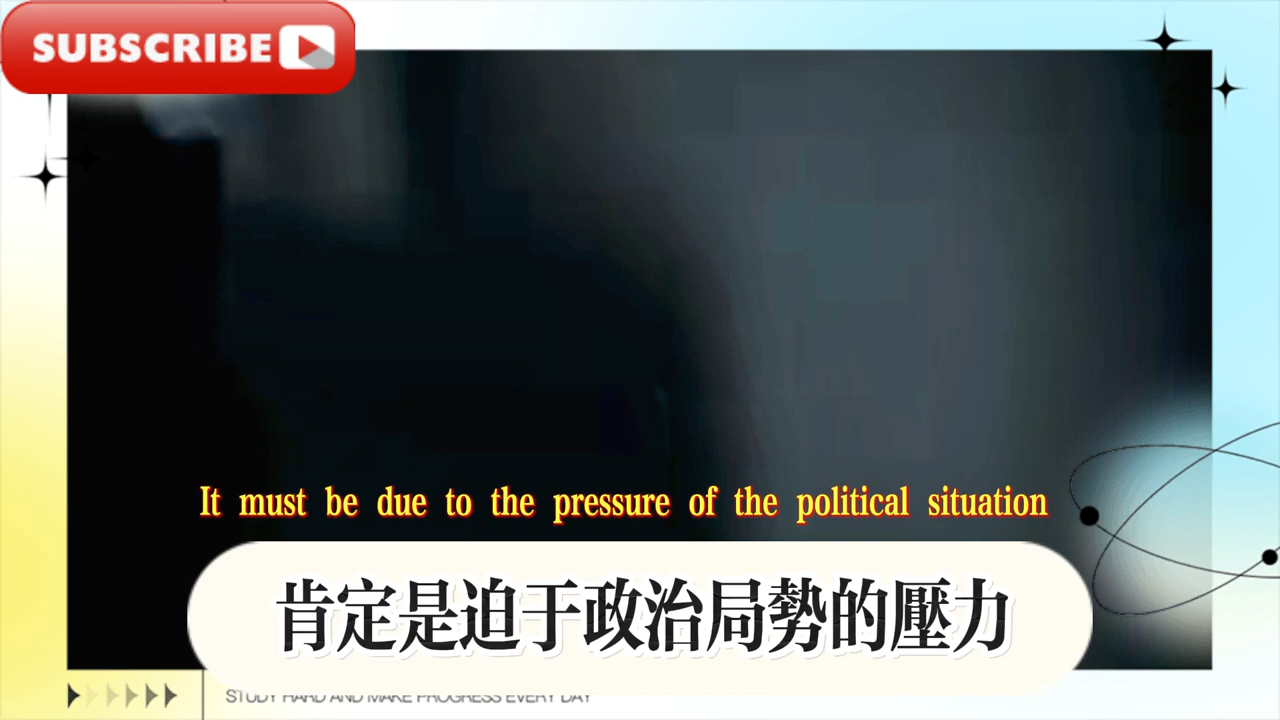 SUBSCRIBE
It must be due to the pressure of the political situation
肯定是迫于政治局勢的壓力
STUDY HARD AND MAKE PROGRESS EVERY DAY